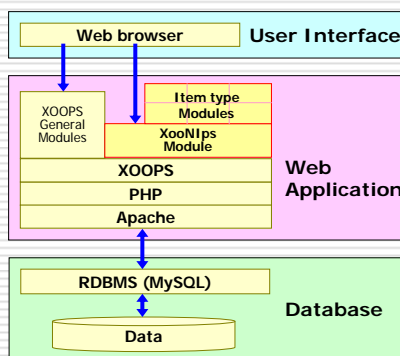 Web browser
User Interface
Item type
Modules
XOOPS
General
Modules
XooNIps
Module
XOOPS
PHP
Apache
Web
Application
RDBMS (MySQL)
Data
Database